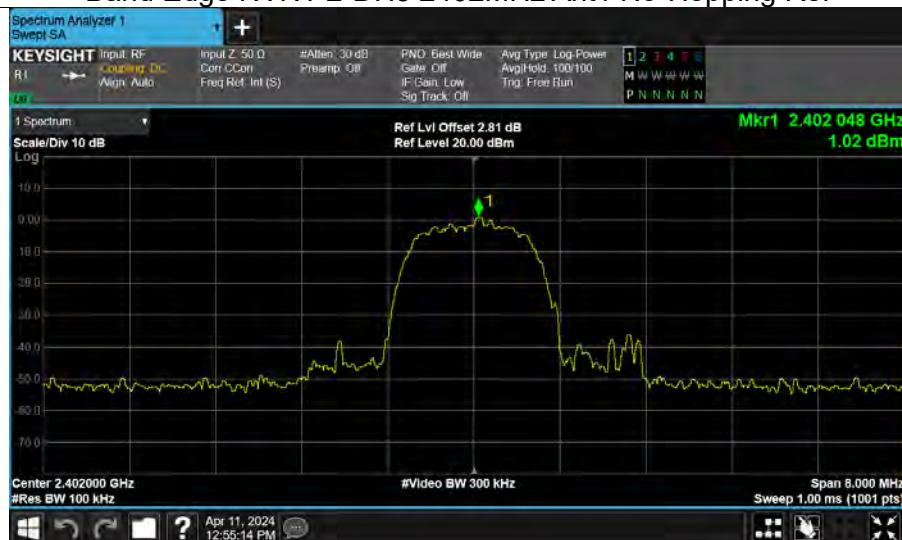 Spectrum Analyzer 1
Swept SA
+
KEYSIGHT Input: RF
Coupling: DC
Align: Auto
Input Z: 50 Ω
Corr CCorr
Freq Ref: Int (S)
#Atten: 30 dB
Preamp: Off
PNO: Best Wide
Gate: Off
IF Gain: Low
Sig Track: Off
Avg Type: Log-Power
Avg|Hold: 100/100
Trig: Free Run
1 2 3 4 5 6
M W W W W W
P N N N N N
1 Spectrum
Scale/Div 10 dB
Ref Lvl Offset 2.81 dB
Ref Level 20.00 dBm
Mkr1 2.402 048 GHz
1.02 dBm
Log
10.0
0.00
1
-40.0
-50.0
-60.0
-70.0
Center 2.402000 GHz
#Res BW 100 kHz
#Video BW 300 kHz
Span 8.000 MHz
Sweep 1.00 ms (1001 pts)
?
Apr 11, 2024
12:55:14 PM